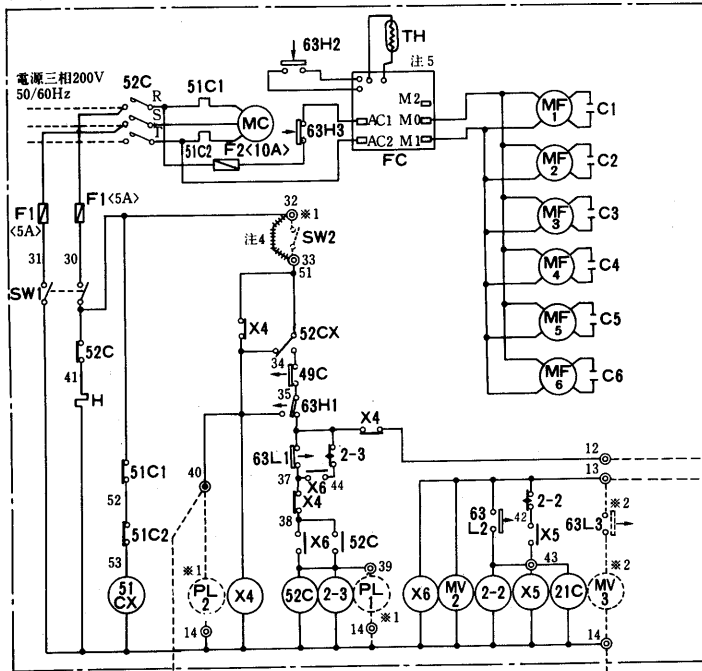 63H2
TH
注5
電源三相200V
50/60Hz
52C
51C1
R
S
T
MC
51C2
F2<10A>
63H3
AC1
AC2
M2
M0
M1
FC
MF
1
C1
MF
2
C2
MF
3
C3
MF
4
C4
MF
5
C5
MF
6
C6
F1
<5A>
F1<5A>
31
30
SW1
52C
41
H
32
※1
注4
SW2
33
51
X4
52CX
34
49C
35
63H1
X4
12
13
40
63L1
2-3
37
X6
44
X4
38
X6
52C
39
51C1
52
51C2
53
51
CX
※1
PL
2
14
X4
52C
2-3
PL
1
※1
14
63
L2
42
2-2
X5
43
※2
63L3
※2
X6
MV
2
2-2
X5
21C
MV
3
14